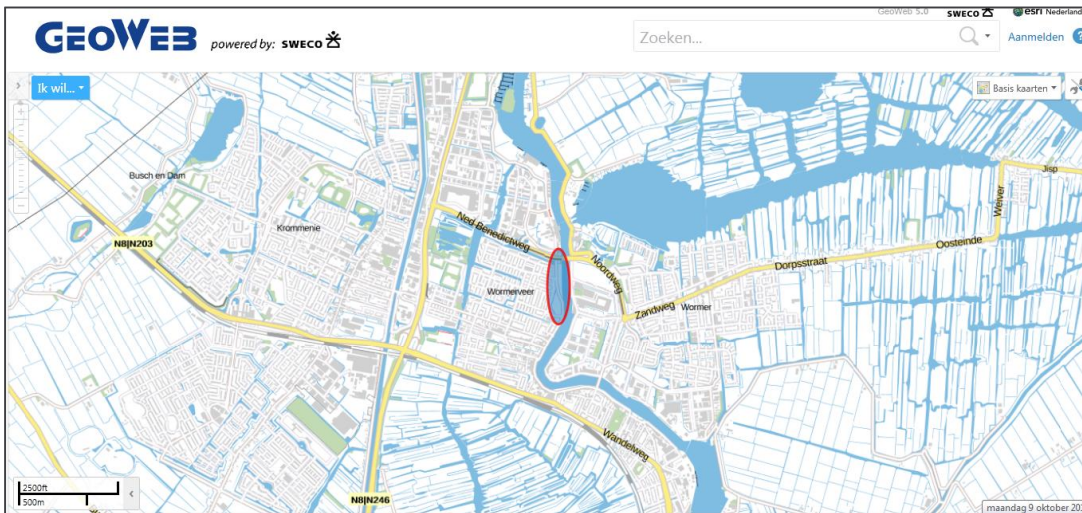 GeoWeb 5.0 SWECO esri Nederland
GEOWEB powered by: SWECO
Zoeken...
Aanmelden ?
Ik wil...
Basis kaarten
Jisp
Busch en Dam
Weiver
Ned Benedictweg
Krommenie
N8|N203
Oosteinde
Noordweg
Dorpsstraat
Wormerveer
Zandweg
Wormer
Wandelweg
2500ft
500m
N8|N246
maandag 9 oktober 20